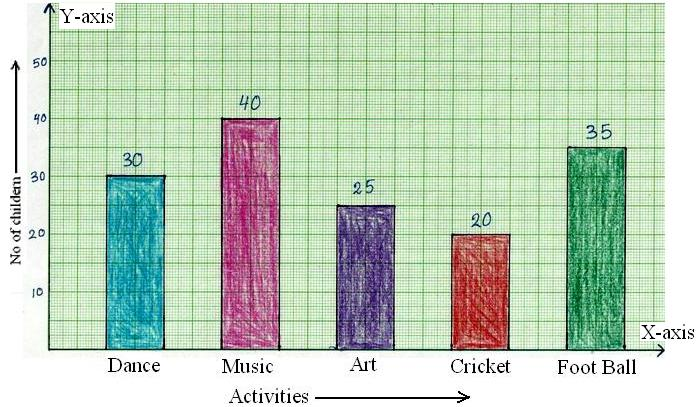 Y-axis
50
40
30
20
10
No of childern
30
40
25
20
35
X-axis
Dance
Music
Art
Cricket
Foot Ball
Activities